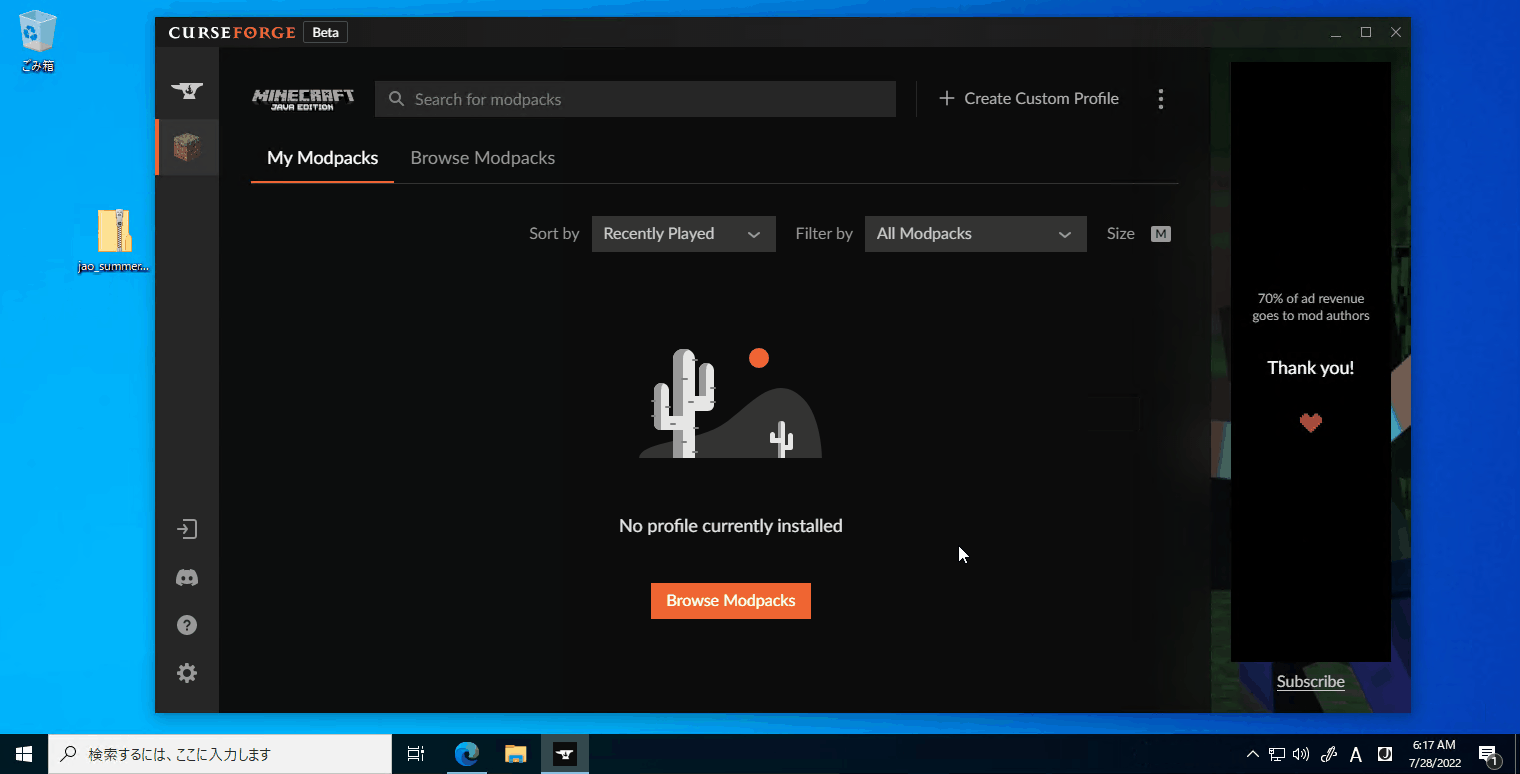 ごみ箱
jao_summer...
CURSEFORGE Beta
MINECRAFT
JAVA EDITION
Search for modpacks
Create Custom Profile
My Modpacks
Browse Modpacks
Sort by
Recently Played
Filter by
All Modpacks
Size
M
No profile currently installed
Browse Modpacks
70% of ad revenue
goes to mod authors
Thank you!
Subscribe
検索するには、ここに入力します
A
J
6:17 AM
7/28/2022
1